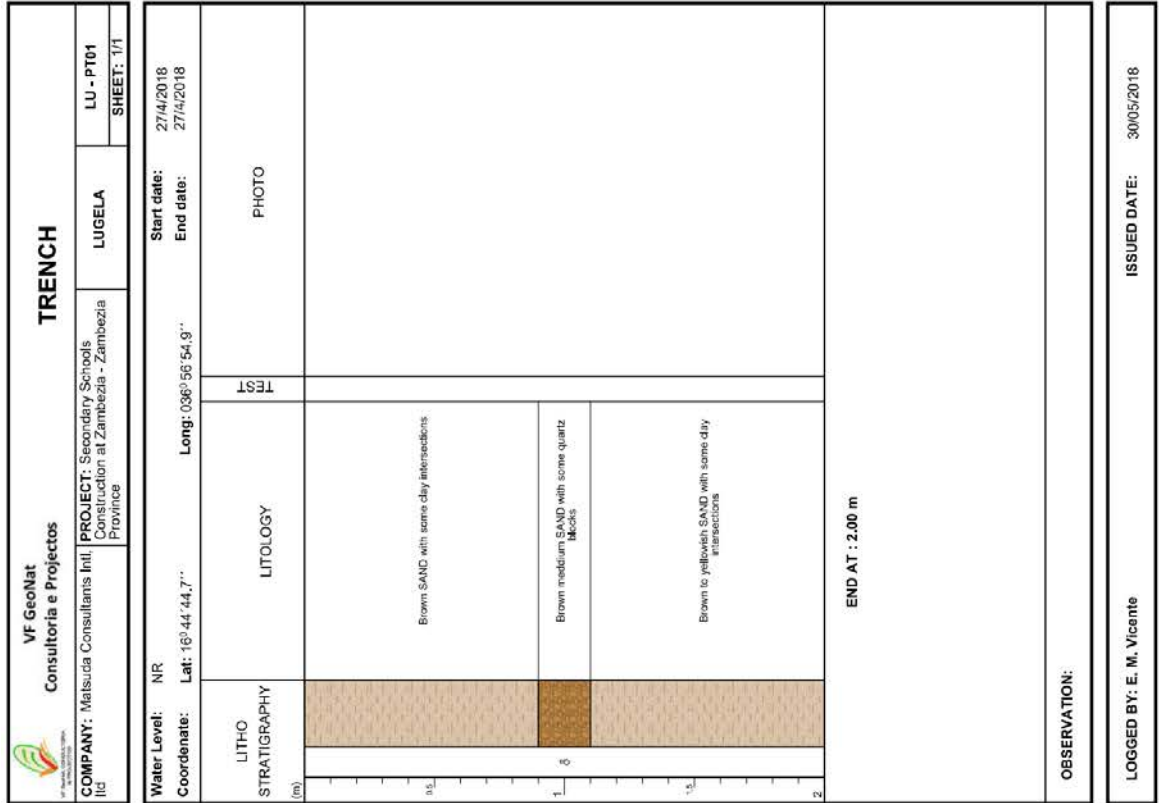 VF GeoNat
Consultoria e Projectos
TRENCH
COMPANY: Matsuda Consultants Intl,
ltd
PROJECT: Secondary Schools
Construction at Zambezia - Zambezia
Province
LUGELA
LU - PT01
SHEET: 1/1
Water Level: NR
Start date: 27/4/2018
Coordenate: Lat: 16º 44´44,7´´ Long: 036º 56´54,9´´
End date: 27/4/2018
LITHO
STRATIGRAPHY
LITOLOGY
TEST
PHOTO
(m)
0.5
1
1.5
2
Brown SAND with some clay intersections
Brown meddium SAND with some quartz
blocks
Brown to yellowish SAND with some clay
intersections
END AT : 2.00 m
OBSERVATION:
LOGGED BY: E. M. Vicente
ISSUED DATE: 30/05/2018